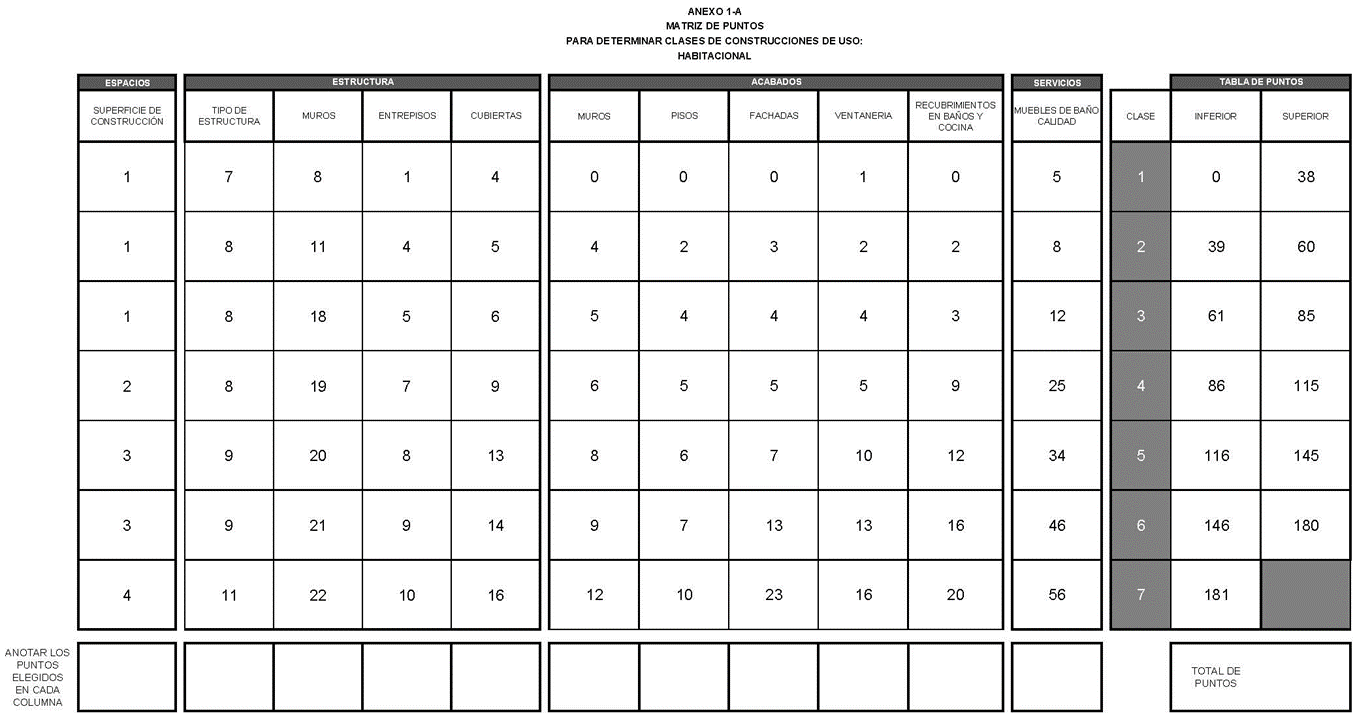 ANEXO 1-A
MATRIZ DE PUNTOS
PARA DETERMINAR CLASES DE CONSTRUCCIONES DE USO:
HABITACIONAL
ESPACIOS ESTRUCTURA ACABADOS SERVICIOS TABLA DE PUNTOS
SUPERFICIE DE CONSTRUCCIÓN TIPO DE ESTRUCTURA MUROS ENTREPISOS CUBIERTAS MUROS PISOS FACHADAS VENTANERIA RECUBRIMIENTOS EN BAÑOS Y COCINA MUEBLES DE BAÑO CALIDAD CLASE INFERIOR SUPERIOR
1 7 8 1 4 0 0 0 1 0 5 1 0 38
1 8 11 4 5 4 2 3 2 2 8 2 39 60
1 8 18 5 6 5 4 4 4 3 12 3 61 85
2 8 19 7 9 6 5 5 5 9 25 4 86 115
3 9 20 8 13 8 6 7 10 12 34 5 116 145
3 9 21 9 14 9 7 13 13 16 46 6 146 180
4 11 22 10 16 12 10 23 16 20 56 7 181
ANOTAR LOS
PUNTOS
ELEGIDOS
EN CADA
COLUMNA
TOTAL DE
PUNTOS